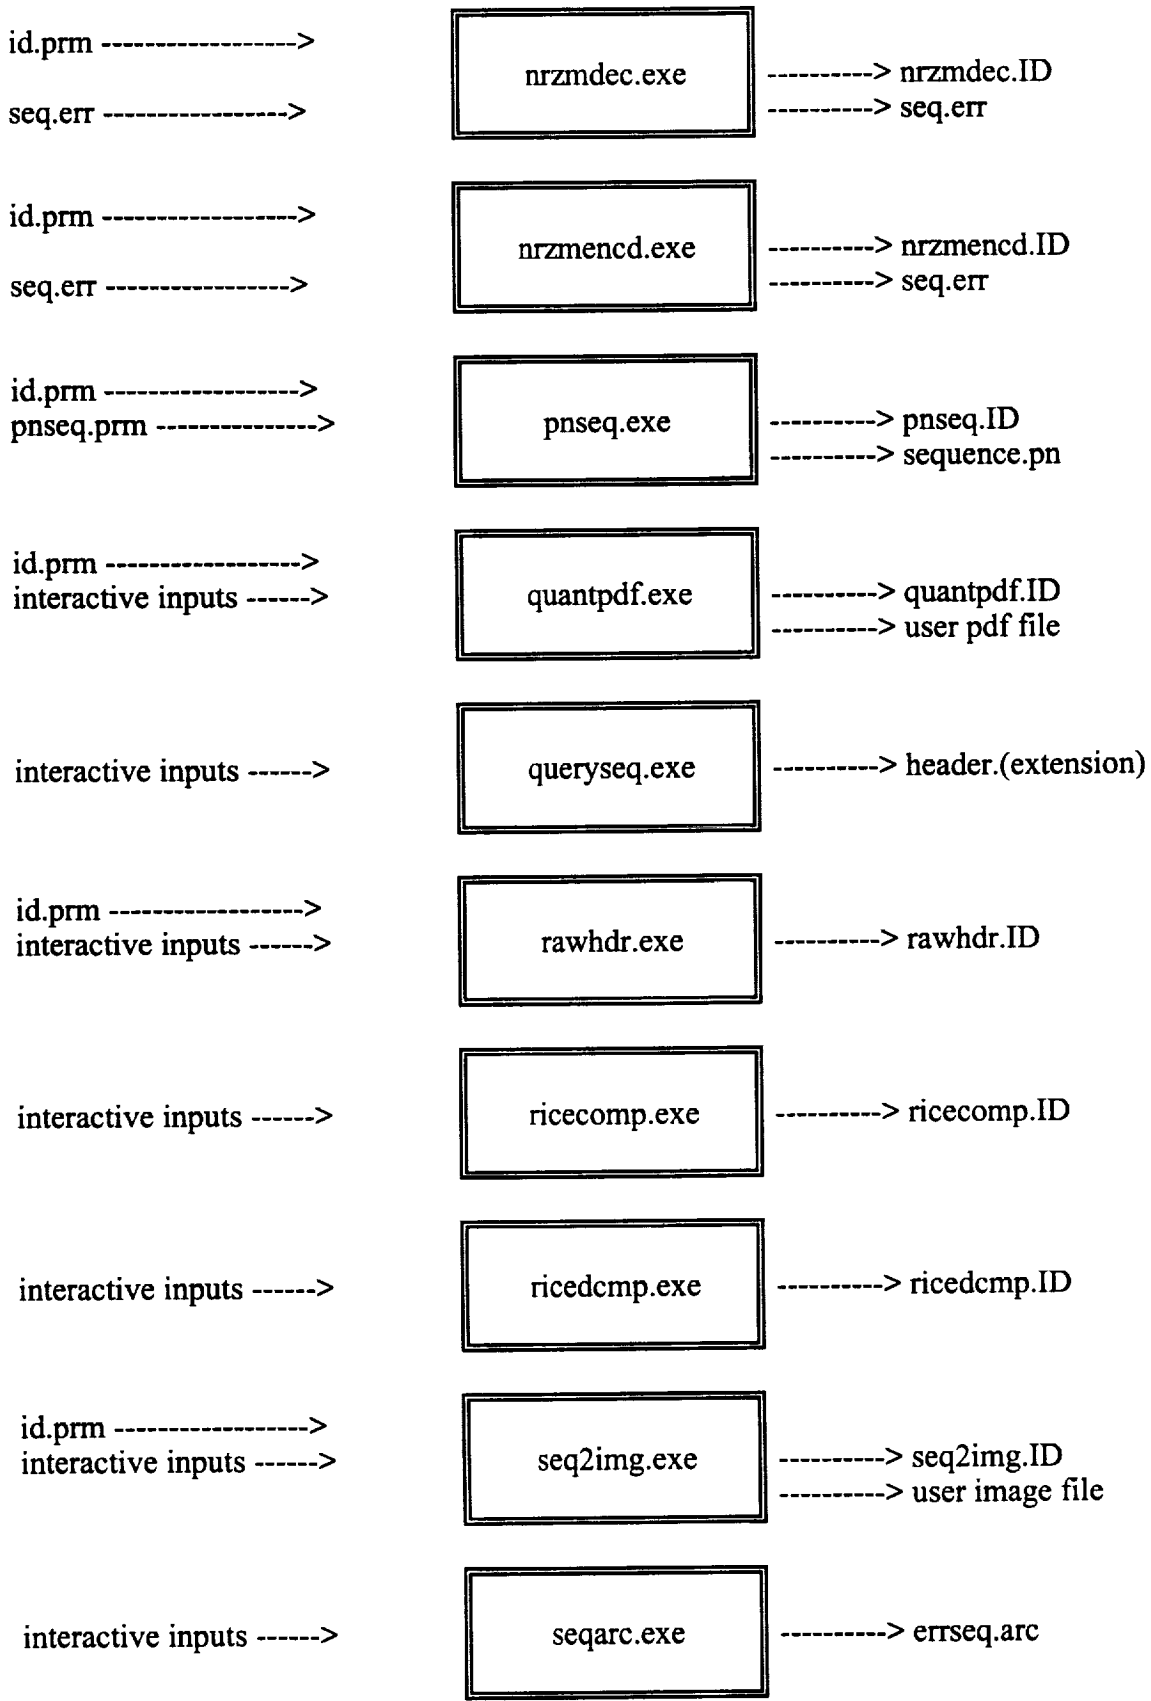 id.prm ------------------>
nrzmdec.exe
----------> nrzmdec.ID
seq.err ----------------->
----------> seq.err
id.prm ------------------>
nrzmencd.exe
----------> nrzmencd.ID
seq.err ----------------->
----------> seq.err
id.prm ------------------>
pnseq.prm --------------->
pnseq.exe
----------> pnseq.ID
----------> sequence.pn
id.prm ------------------>
interactive inputs ------>
quantpdf.exe
----------> quantpdf.ID
----------> user pdf file
interactive inputs ------>
queryseq.exe
----------> header.(extension)
id.prm ------------------>
interactive inputs ------>
rawhdr.exe
----------> rawhdr.ID
interactive inputs ------>
ricecomp.exe
----------> ricecomp.ID
interactive inputs ------>
ricedcmp.exe
----------> ricedcmp.ID
id.prm ------------------>
interactive inputs ------>
seq2img.exe
----------> seq2img.ID
----------> user image file
interactive inputs ------>
seqarc.exe
----------> errseq.arc